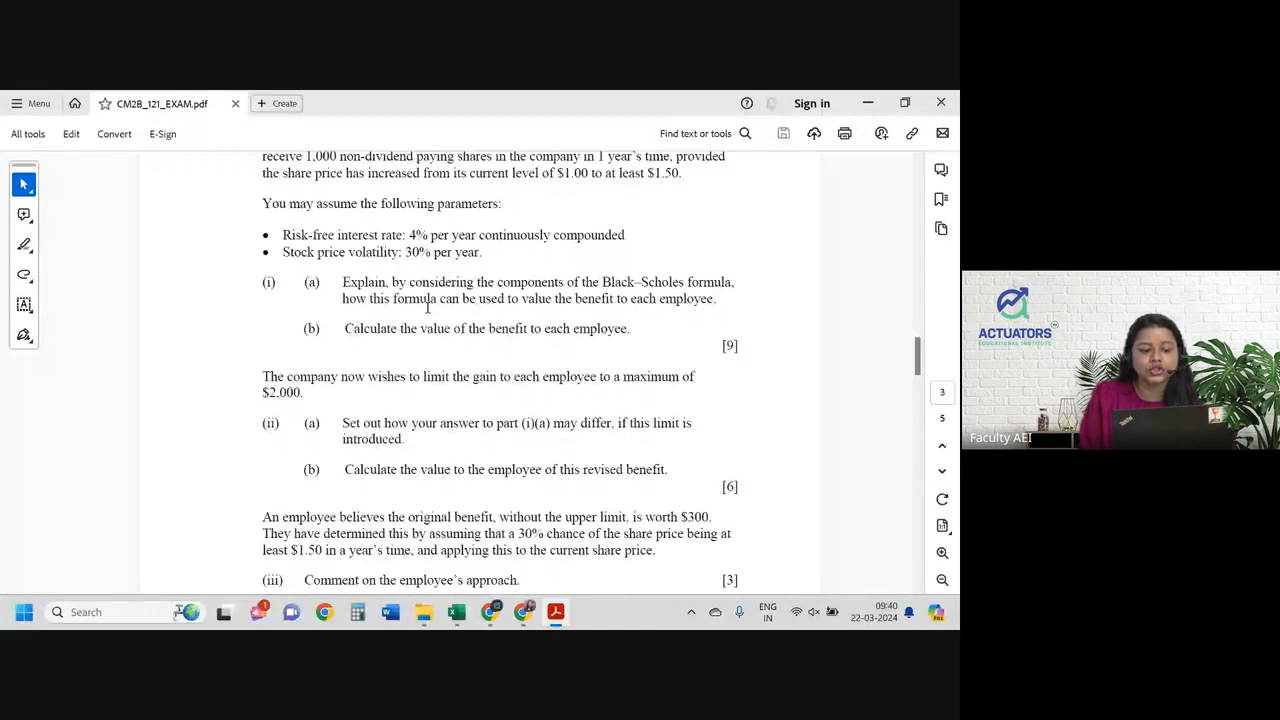 Menu
CM2B_121_EXAM.pdf
Create
Sign in
All tools Edit Convert E-Sign
Find text or tools
receive 1,000 non-dividend paying shares in the company in 1 year's time, provided
the share price has increased from its current level of $1.00 to at least $1.50.
You may assume the following parameters:
• Risk-free interest rate: 4% per year continuously compounded
• Stock price volatility: 30% per year.
(i) (a) Explain, by considering the components of the Black–Scholes formula,
how this formula can be used to value the benefit to each employee.
(b) Calculate the value of the benefit to each employee.
[9]
The company now wishes to limit the gain to each employee to a maximum of
$2,000.
(ii) (a) Set out how your answer to part (i)(a) may differ, if this limit is
introduced.
(b) Calculate the value to the employee of this revised benefit.
[6]
An employee believes the original benefit, without the upper limit, is worth $300.
They have determined this by assuming that a 30% chance of the share price being at
least $1.50 in a year's time, and applying this to the current share price.
(iii) Comment on the employee's approach. [3]
3
5
ACTUATORS
EDUCATIONAL INSTITUTE
ThinkPad
Faculty AEI
Search
1
ENG
IN
09:40
22-03-2024
PRE